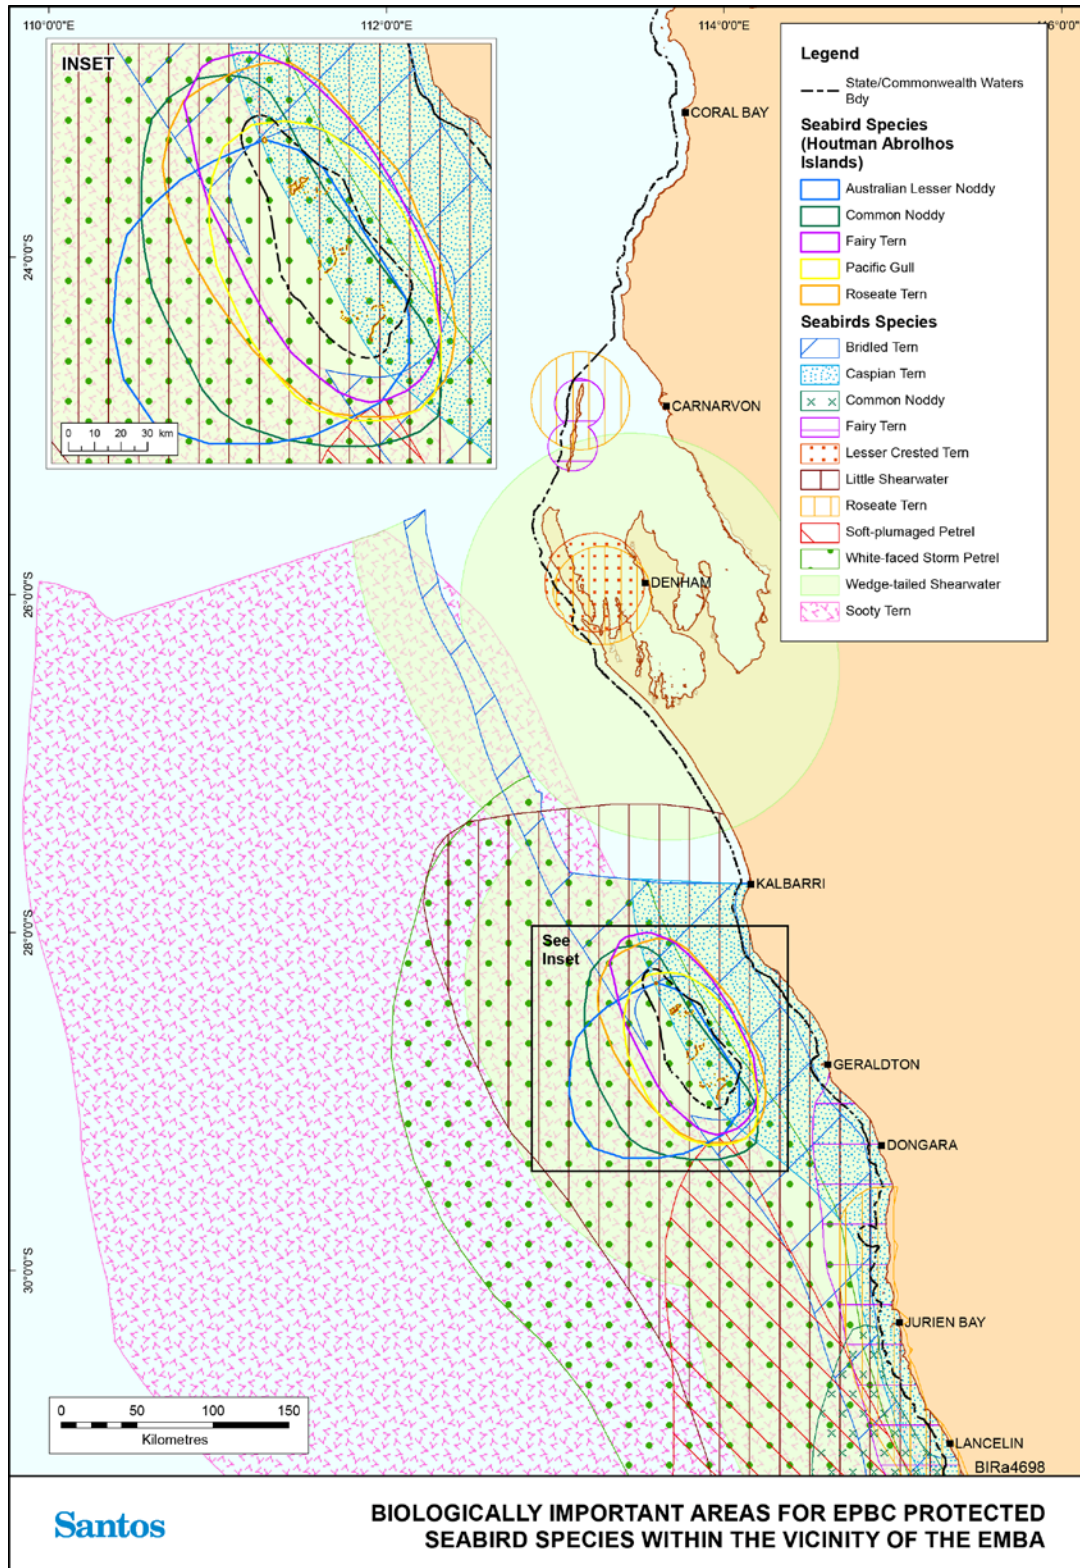 110°0'0"E
112°0'0"E
114°0'0"E
116°0'0"E
24°0'0"S
26°0'0"S
28°0'0"S
30°0'0"S
INSET
0 10 20 30 km
Legend
State/Commonwealth Waters
Bdy
Seabird Species
(Houtman Abrolhos
Islands)
Australian Lesser Noddy
Common Noddy
Fairy Tern
Pacific Gull
Roseate Tern
Seabirds Species
Bridled Tern
Caspian Tern
Common Noddy
Fairy Tern
Lesser Crested Tern
Little Shearwater
Roseate Tern
Soft-plumaged Petrel
White-faced Storm Petrel
Wedge-tailed Shearwater
Sooty Tern
CORAL BAY
CARNARVON
DENHAM
KALBARRI
See
Inset
GERALDTON
DONGARA
JURIEN BAY
LANCELIN
0 50 100 150
Kilometres
BIRa4698
Santos
BIOLOGICALLY IMPORTANT AREAS FOR EPBC PROTECTED
SEABIRD SPECIES WITHIN THE VICINITY OF THE EMBA